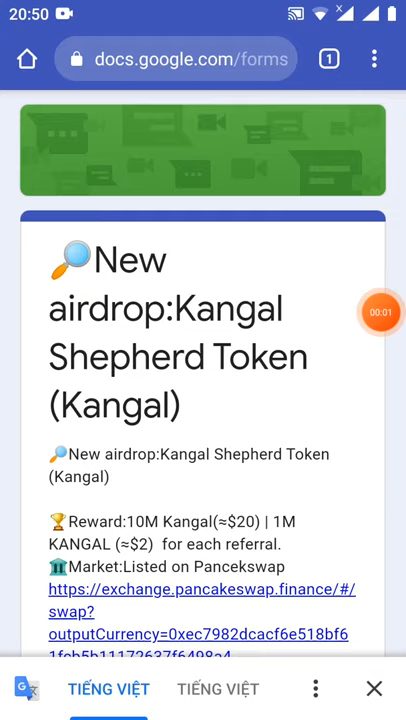 20:50
docs.google.com/forms
1
🔎New
airdrop:Kangal
Shepherd Token
(Kangal)
00:01
🔎New airdrop:Kangal Shepherd Token
(Kangal)
🏆Reward:10M Kangal(≈$20) | 1M
KANGAL (≈$2)  for each referral.
🏛Market:Listed on Pancekswap
https://exchange.pancakeswap.finance/#/
swap?
outputCurrency=0xec7982dcacf6e518bf6
TIẾNG VIỆT
TIẾNG VIỆT